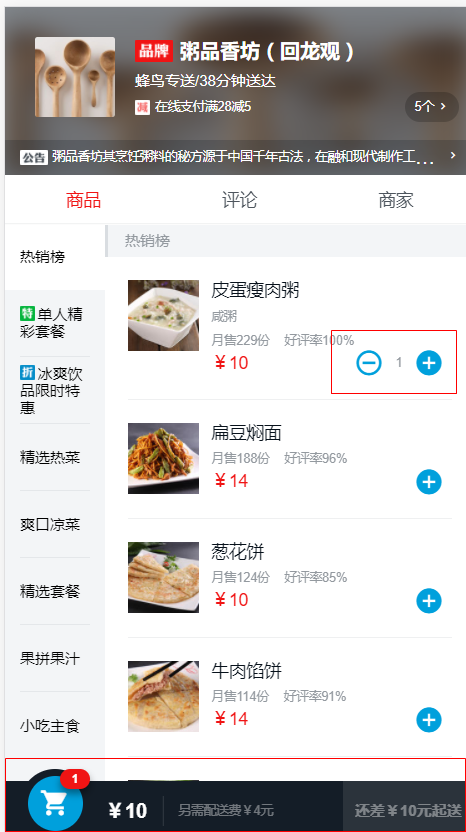 品牌 粥品香坊（回龙观）
蜂鸟专送/38分钟送达
减 在线支付满28减5
5个 >
公告 粥品香坊其烹饪粥料的秘方源于中国千年古法，在融和现代制作工... >
商品 评论 商家
热销榜
特 单人精
彩套餐
折 冰爽饮
品限时特
惠
精选热菜
爽口凉菜
精选套餐
果拼果汁
小吃主食
热销榜
皮蛋瘦肉粥
咸粥
月售229份 好评率100%
￥10
1
扁豆焖面
月售188份 好评率96%
￥14
葱花饼
月售124份 好评率85%
￥10
牛肉馅饼
月售114份 好评率91%
￥14
1
￥10 另需配送费￥4元 还差￥10元起送